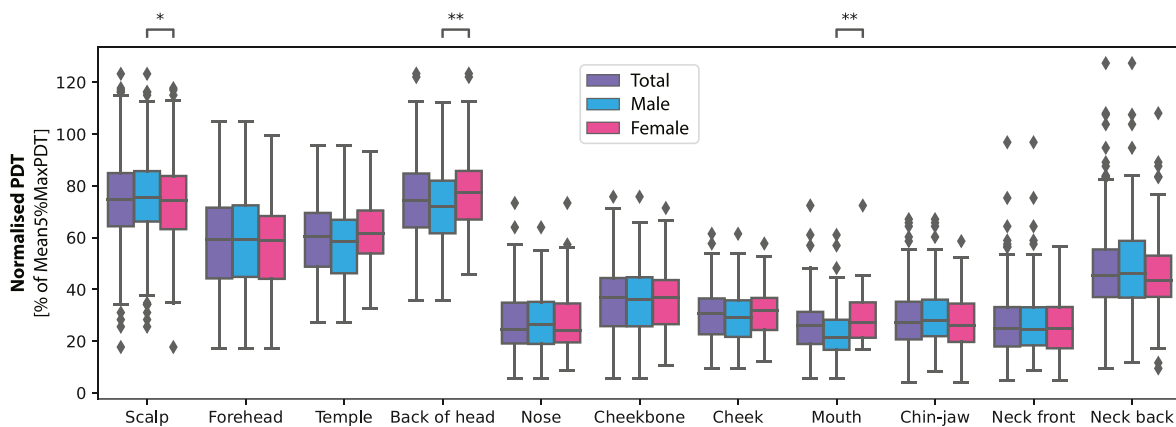 * ** **
Normalised PDT
[% of Mean5%MaxPDT]
120
100
80
60
40
20
0
Total
Male
Female
Scalp Forehead Temple Back of head Nose Cheekbone Cheek Mouth Chin-jaw Neck front Neck back